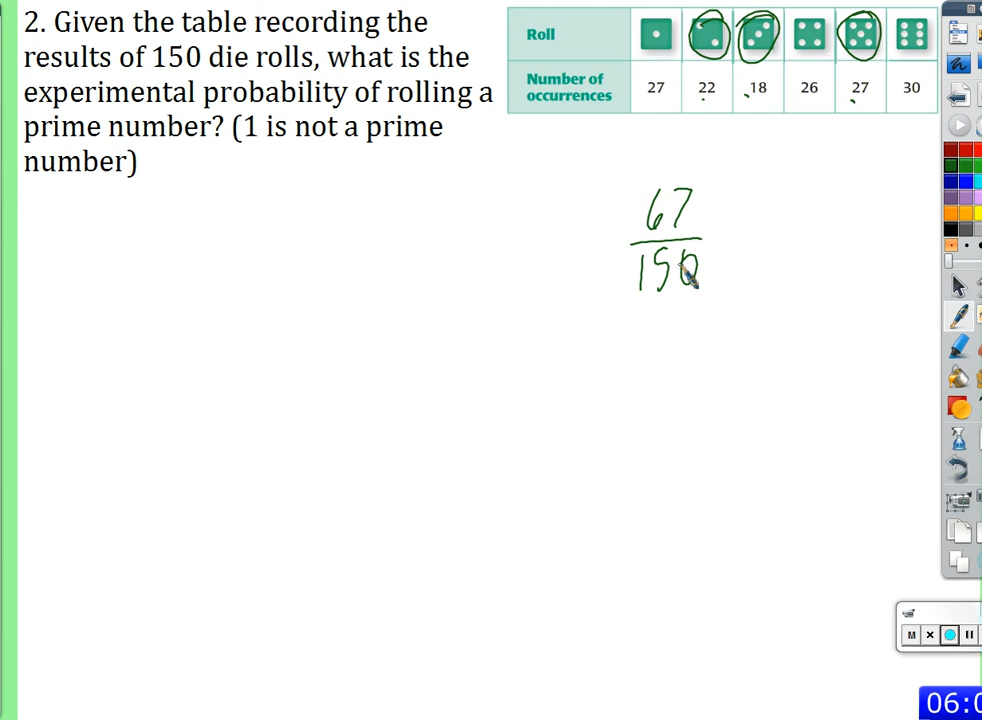 2. Given the table recording the
results of 150 die rolls, what is the
experimental probability of rolling a
prime number? (1 is not a prime
number)
Roll
Number of
occurrences
27 22 18 26 27 30
67
150
M
06:0